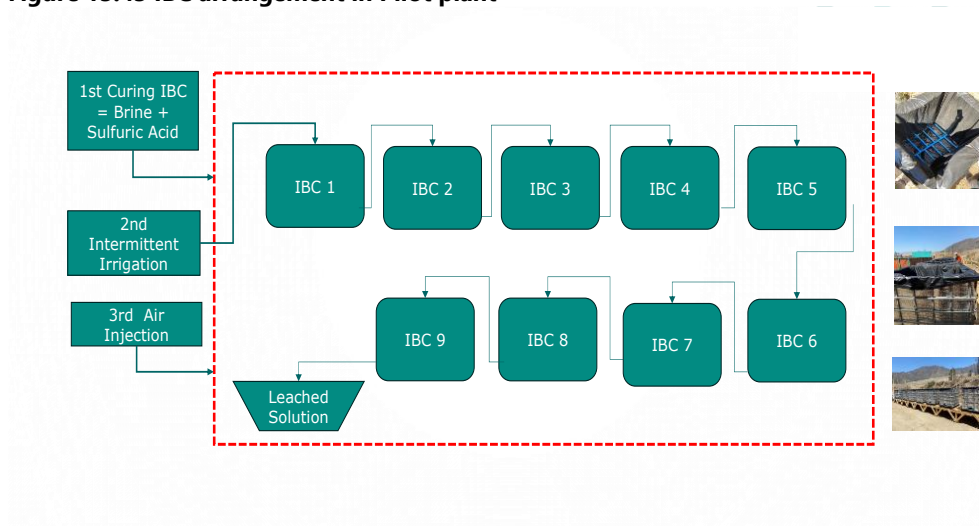 1st Curing IBC
= Brine +
Sulfuric Acid
2nd
Intermittent
Irrigation
3rd Air
Injection
IBC 1
IBC 2
IBC 3
IBC 4
IBC 5
IBC 9
IBC 8
IBC 7
IBC 6
Leached
Solution